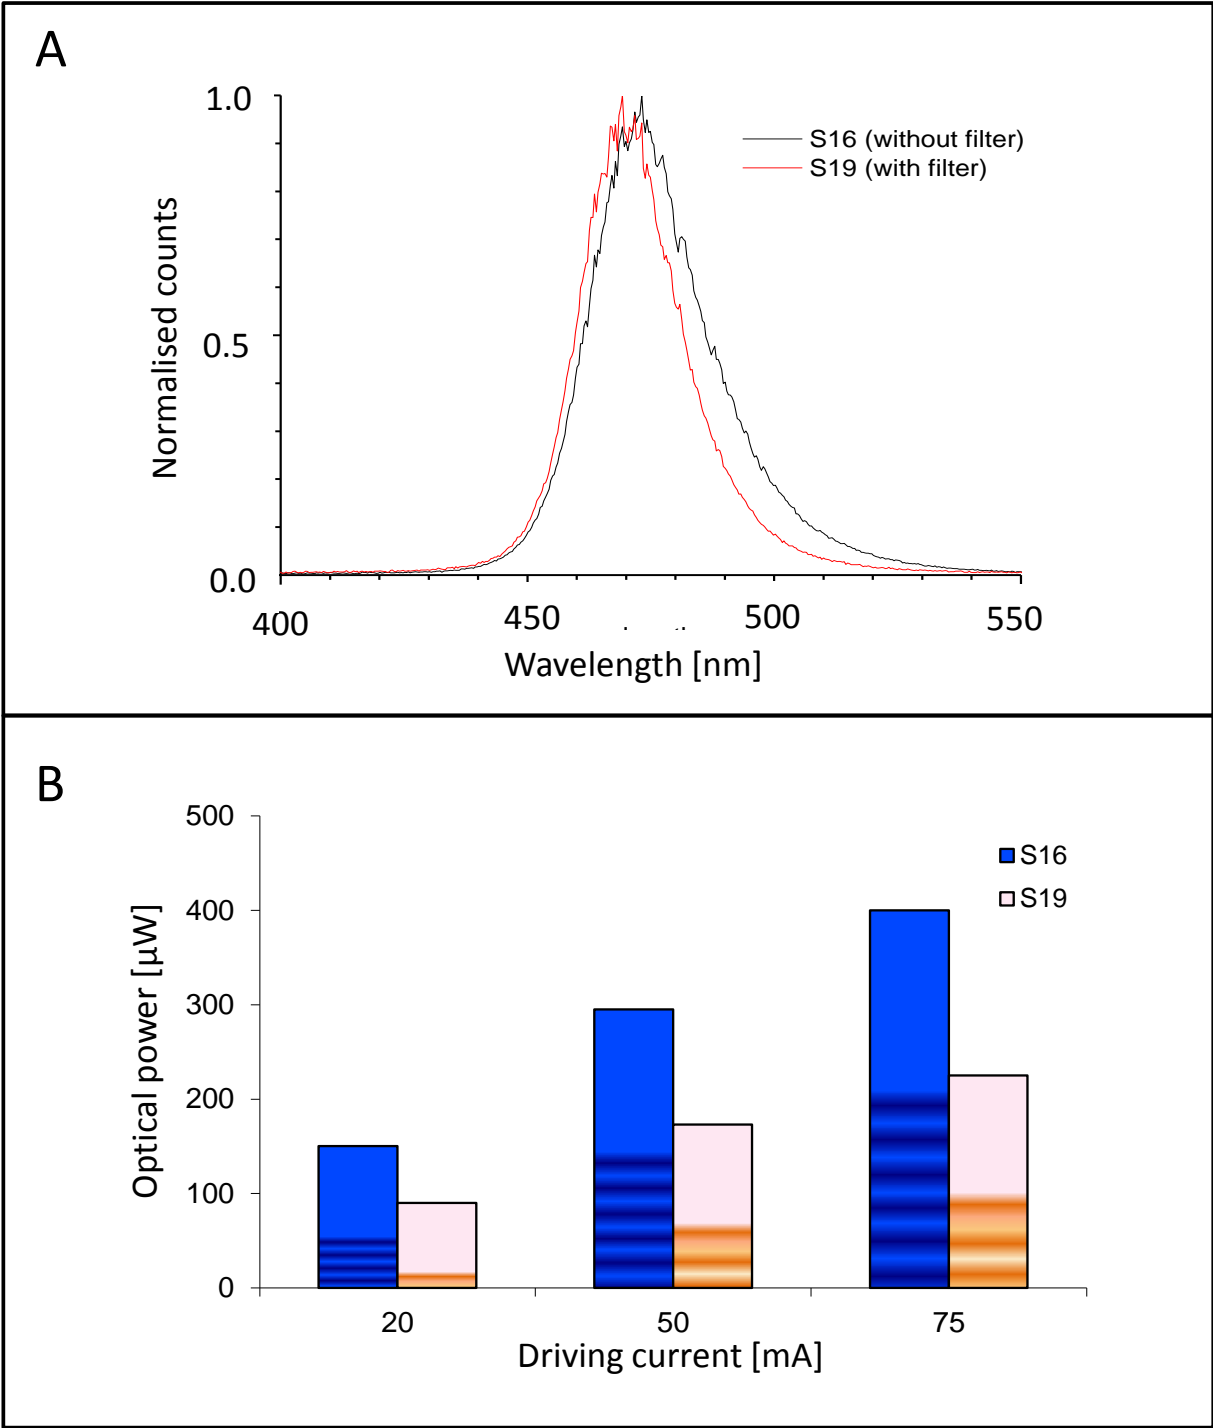 A
1.0
S16 (without filter)
S19 (with filter)
Normalised counts
0.5
0.0
400 450 500 550
Wavelength [nm]
B
500
S16
S19
400
Optical power [µW]
300
200
100
0
20 50 75
Driving current [mA]